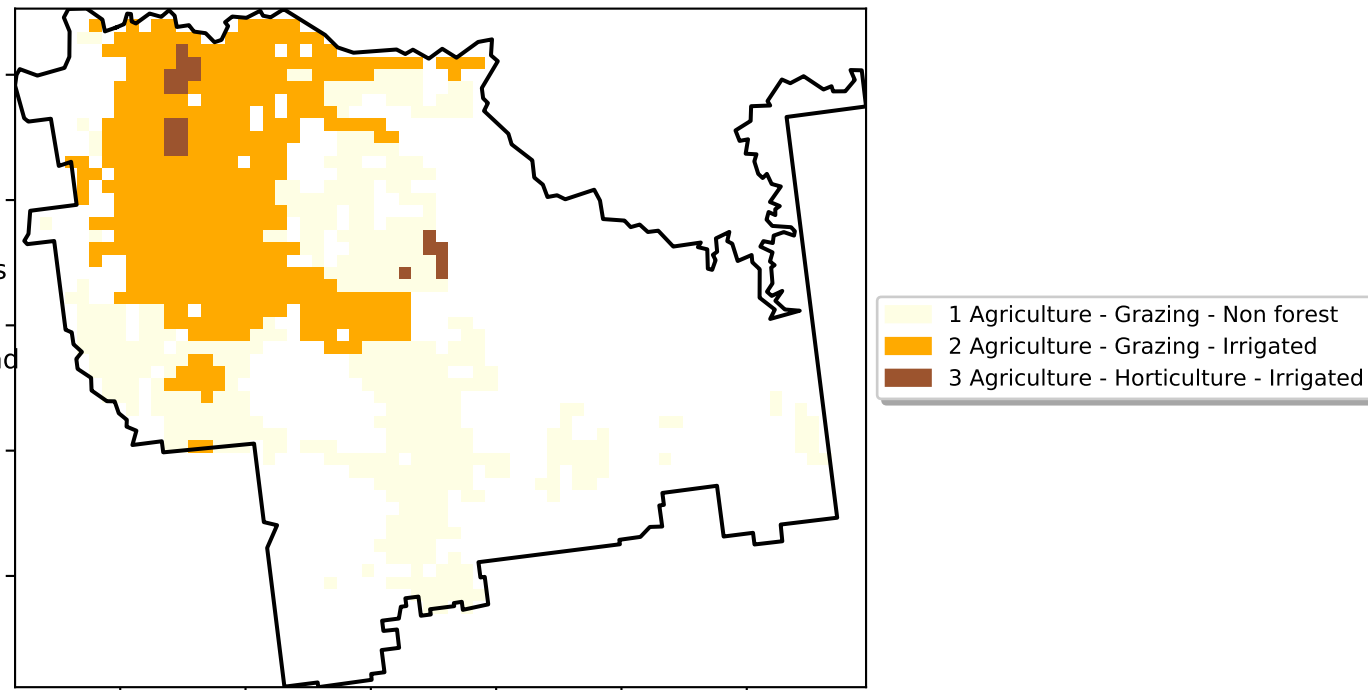 1 Agriculture - Grazing - Non forest
2 Agriculture - Grazing - Irrigated
3 Agriculture - Horticulture - Irrigated